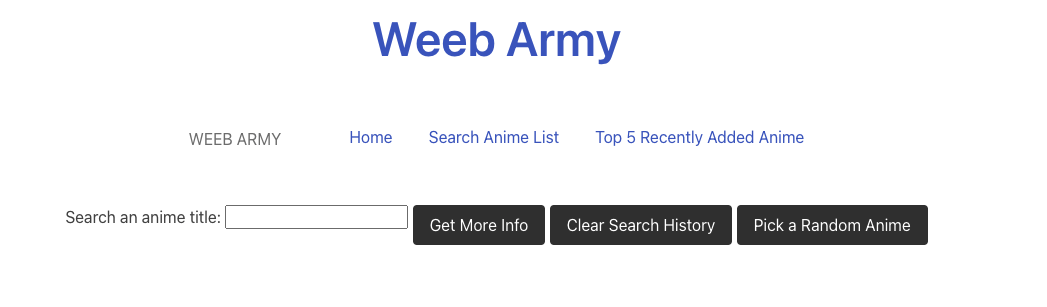 Weeb Army
WEEB ARMY Home Search Anime List Top 5 Recently Added Anime
Search an anime title: Get More Info Clear Search History Pick a Random Anime